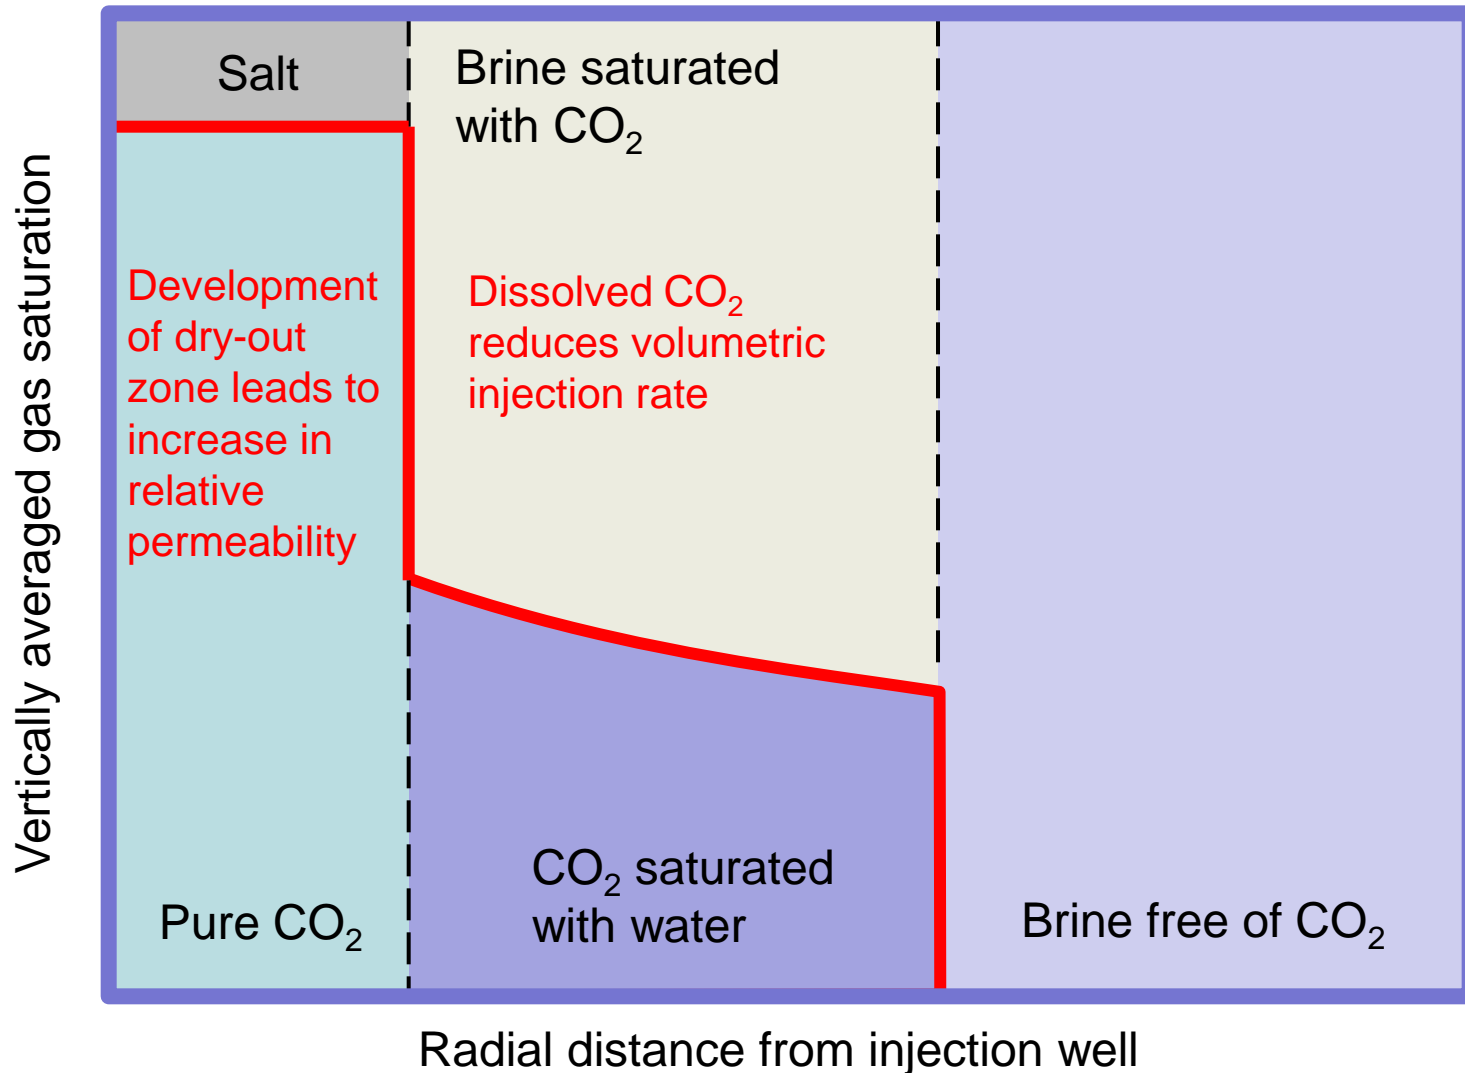 Salt
Brine saturated
with CO₂
Development
of dry-out
zone leads to
increase in
relative
permeability
Dissolved CO₂
reduces volumetric
injection rate
Pure CO₂
CO₂ saturated
with water
Brine free of CO₂
Vertically averaged gas saturation
Radial distance from injection well